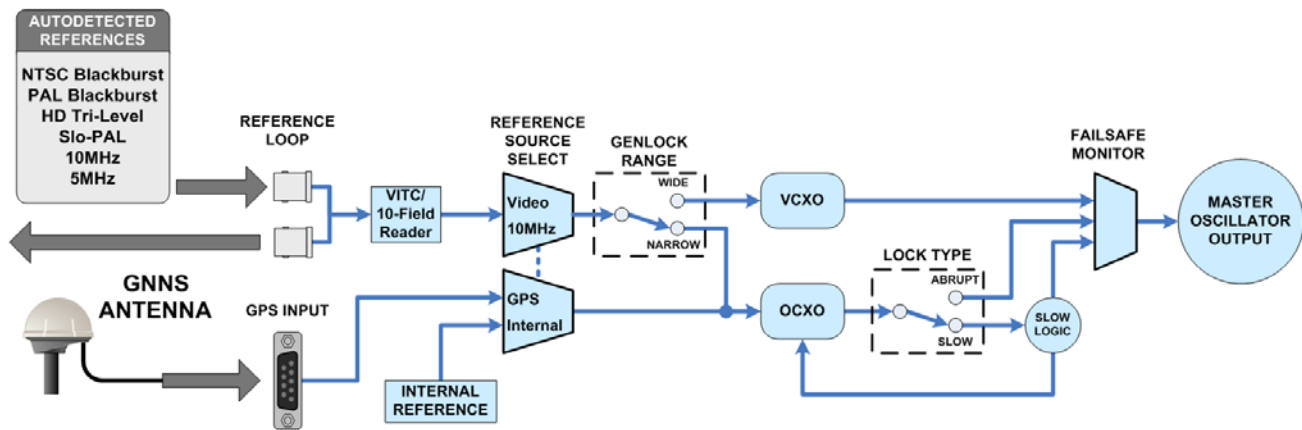 AUTODETECTED
REFERENCES
NTSC Blackburst
PAL Blackburst
HD Tri-Level
Slo-PAL
10MHz
5MHz
REFERENCE
LOOP
VITC/
10-Field
Reader
REFERENCE
SOURCE
SELECT
Video
10MHz
GENLOCK
RANGE
WIDE
NARROW
VCXO
FAILSAFE
MONITOR
MASTER
OSCILLATOR
OUTPUT
GNNS
ANTENNA
GPS INPUT
GPS
Internal
INTERNAL
REFERENCE
OCXO
LOCK TYPE
ABRUPT
SLOW
SLOW
LOGIC